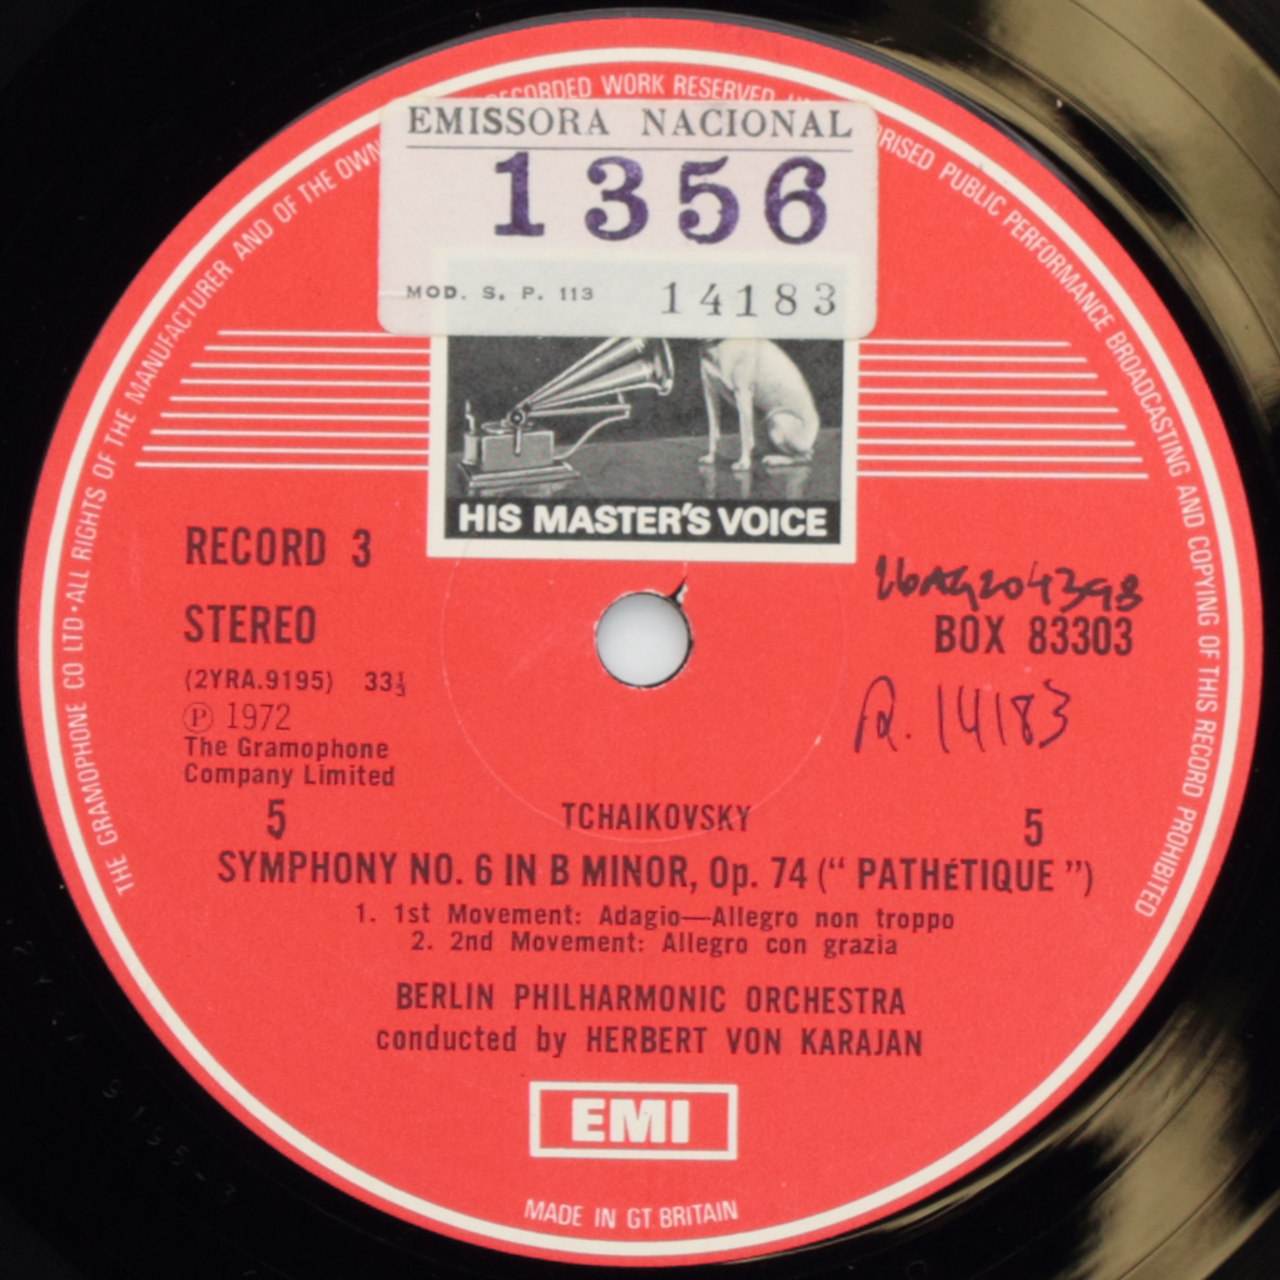 THE GRAMOPHONE CO LTD · ALL RIGHTS OF THE MANUFACTURER AND OF THE OWN
RECORDED WORK RESERVED
RISED PUBLIC PERFORMANCE BROADCASTING AND COPYING OF THIS RECORD PROHIBITED
EMISSORA NACIONAL
1356
MOD. S. P. 113 14183
HIS MASTER'S VOICE
RECORD 3
STEREO
BOX 83303
(2YRA.9195) 33⅓
R. 14183
Ⓟ 1972
The Gramophone
Company Limited
5 TCHAIKOVSKY 5
SYMPHONY NO. 6 IN B MINOR, Op. 74 (“ PATHéTIQUE ”)
1. 1st Movement: Adagio—Allegro non troppo
2. 2nd Movement: Allegro con grazia
BERLIN PHILHARMONIC ORCHESTRA
conducted by HERBERT VON KARAJAN
EMI
MADE IN GT BRITAIN